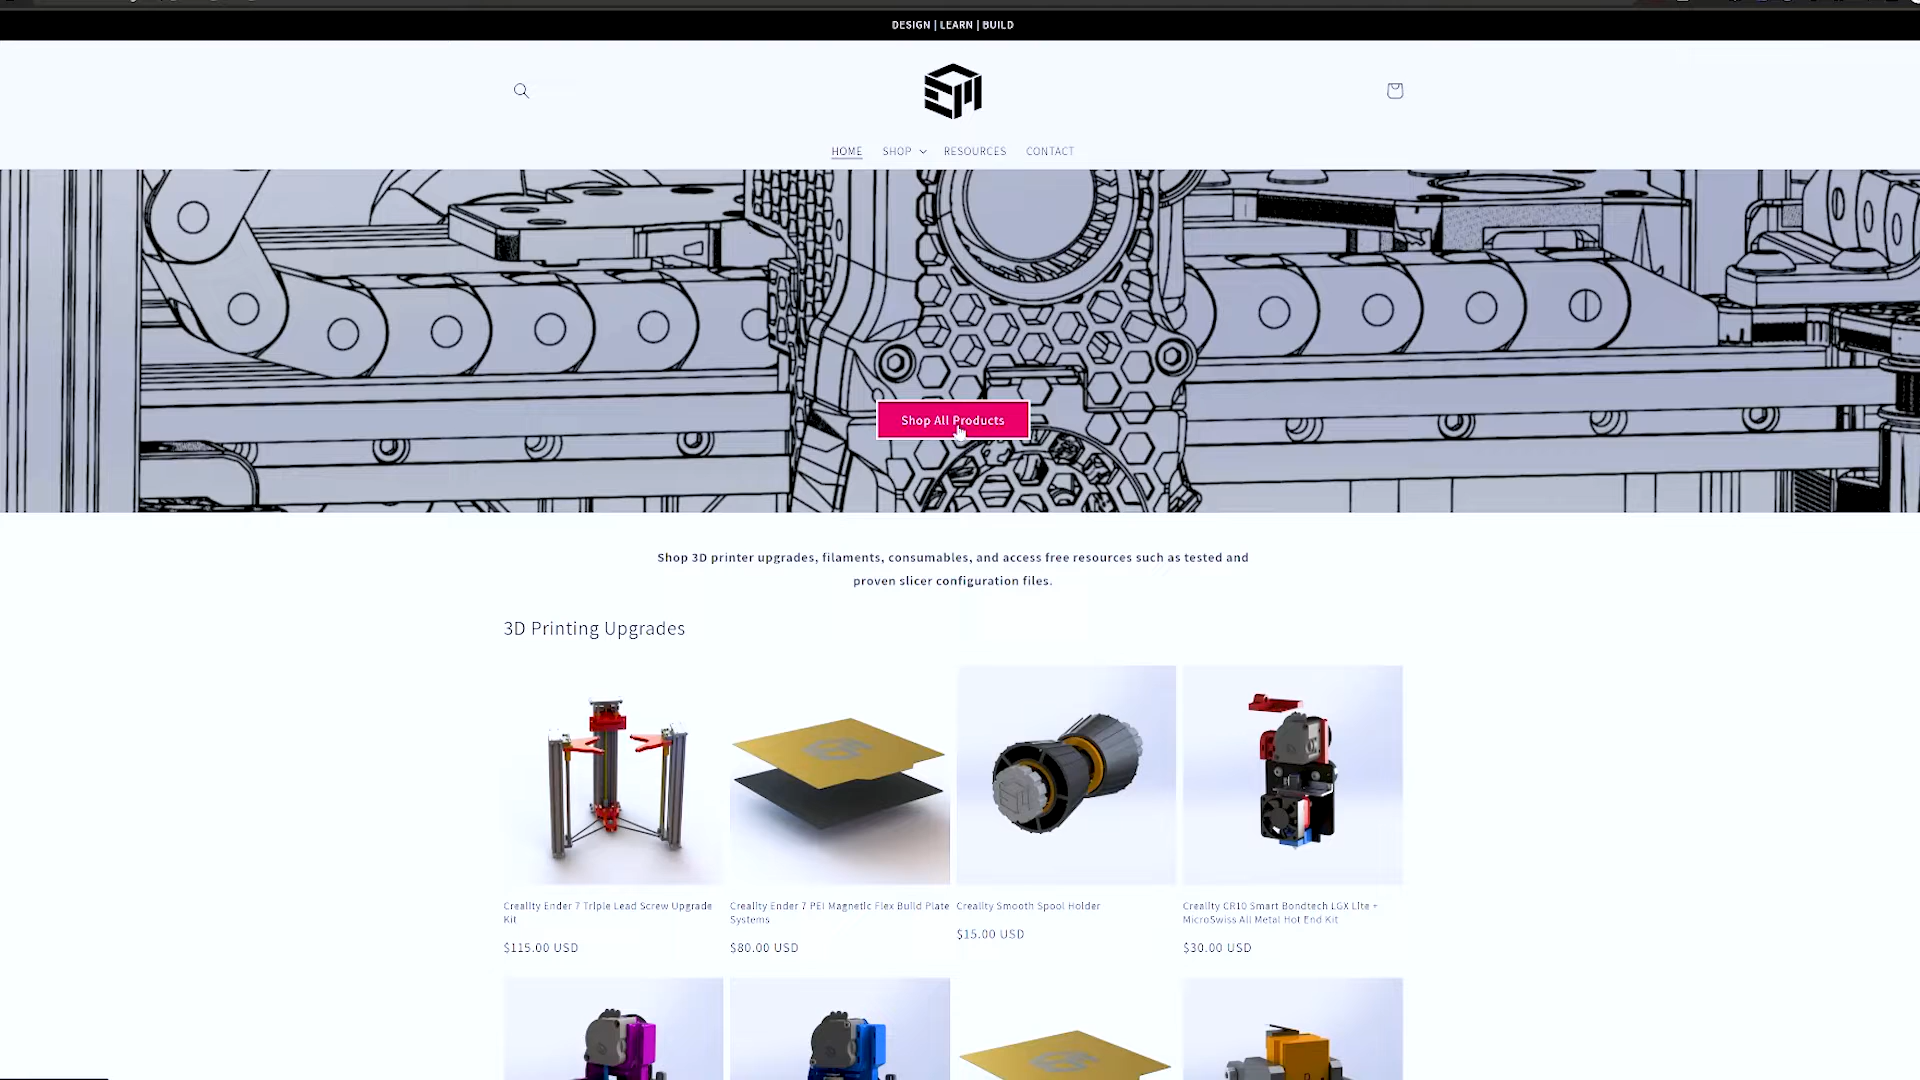 DESIGN | LEARN | BUILD
HOME SHOP RESOURCES CONTACT
Shop All Products
Shop 3D printer upgrades, filaments, consumables, and access free resources such as tested and
proven slicer configuration files.
3D Printing Upgrades
Creality Ender 7 Triple Lead Screw Upgrade
Kit
$115.00 USD
Creality Ender 7 PEI Magnetic Flex Build Plate
Systems
$80.00 USD
Creality Smooth Spool Holder
$15.00 USD
Creality CR10 Smart Bondtech LGX Lite +
MicroSwiss All Metal Hot End Kit
$30.00 USD